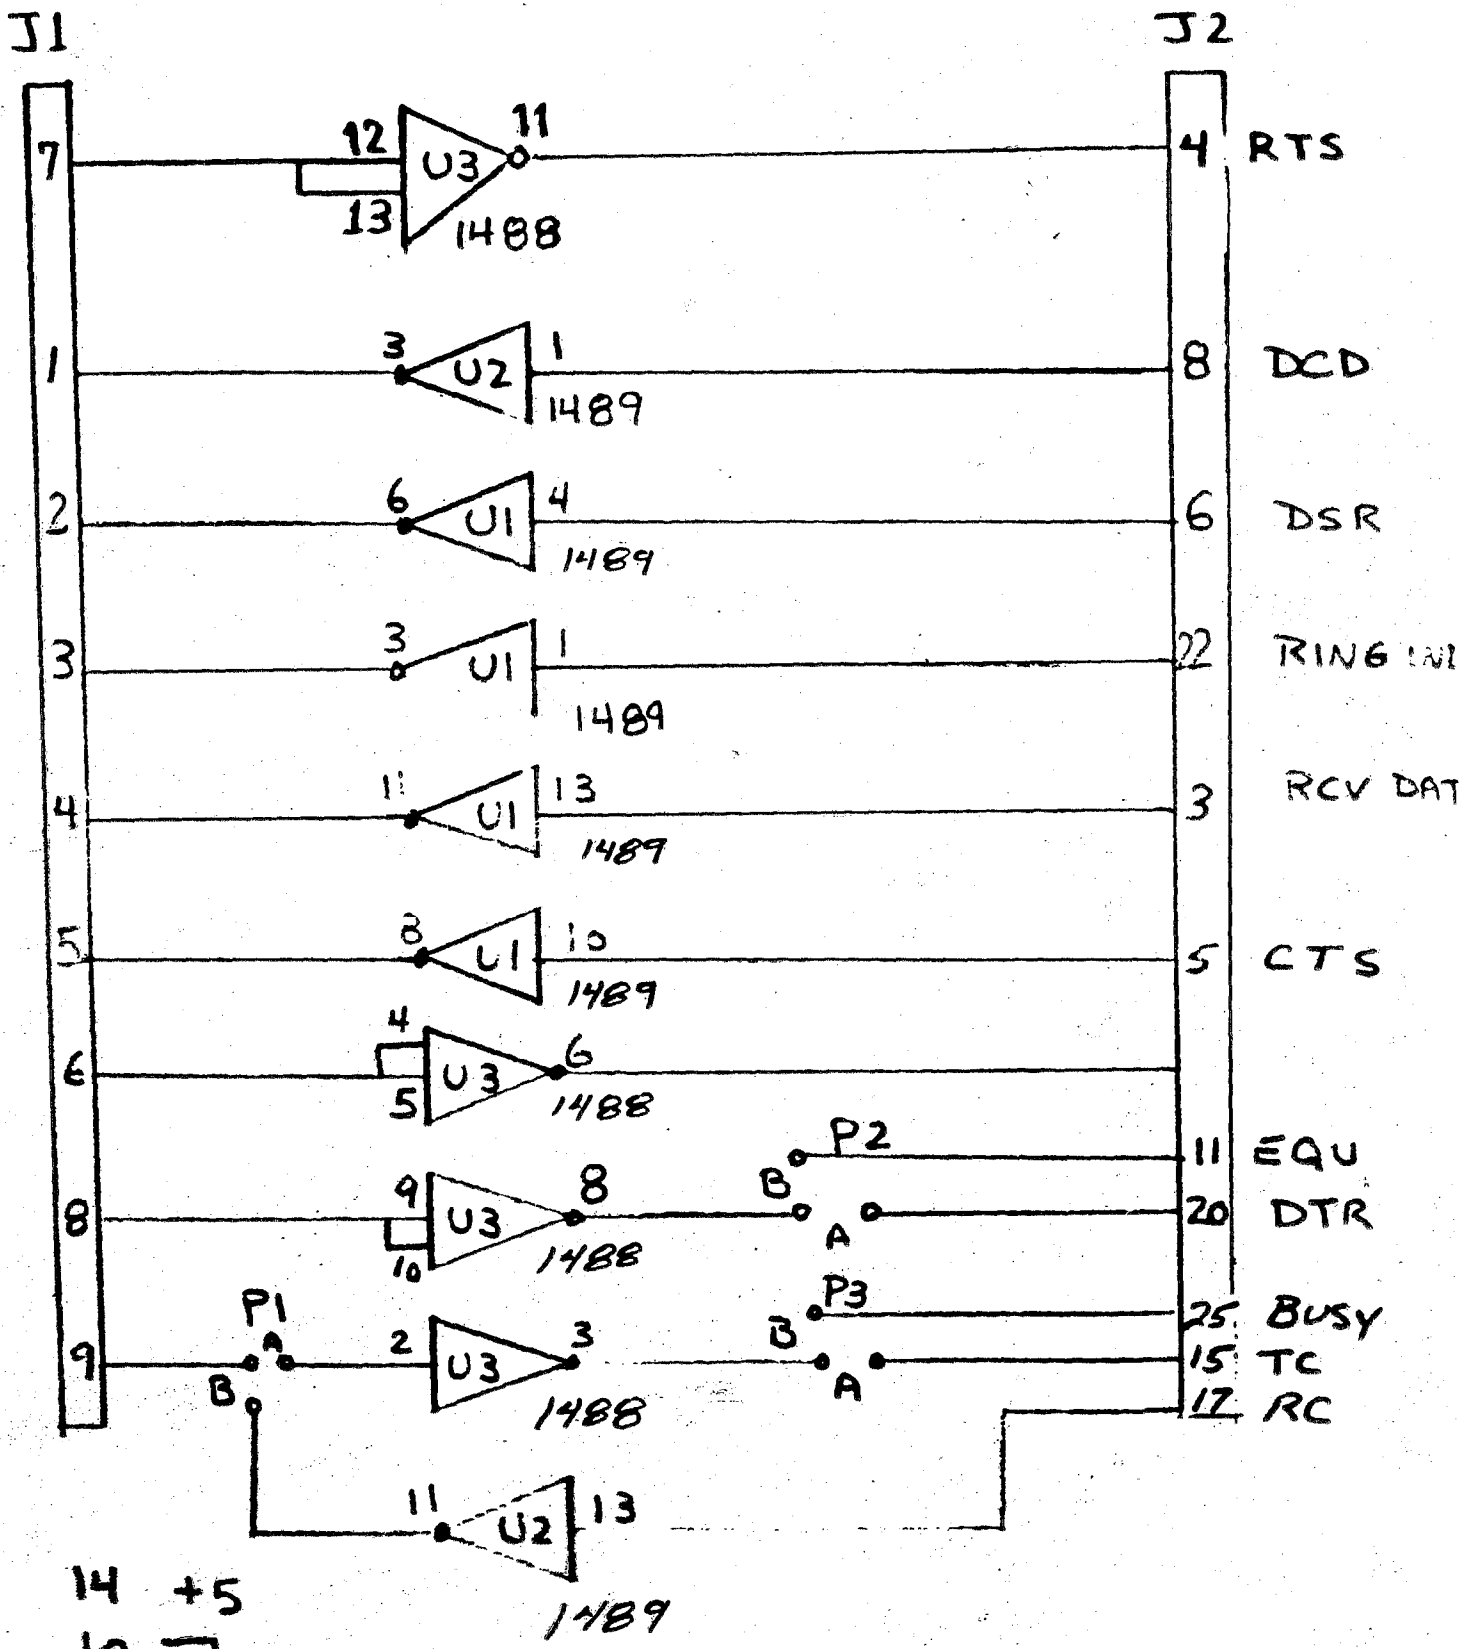 J1 J2
7 12 U3 11 4 RTS
13 1488
1 3 U2 1 8 DCD
1489
2 6 U1 4 6 DSR
1489
3 3 U1 1 22 RING IND
1489
4 11 U1 13 3 RCV DAT
1489
5 8 U1 10 5 CTS
1489
6 4 U3 6
5 1488
P2 11 EQU
B
8 9 U3 8 20 DTR
10 1488 A
P1 P3 25 BUSY
A B
9 2 U3 3 15 TC
B 1488 A 17 RC
11 U2 13
14 +5
1489